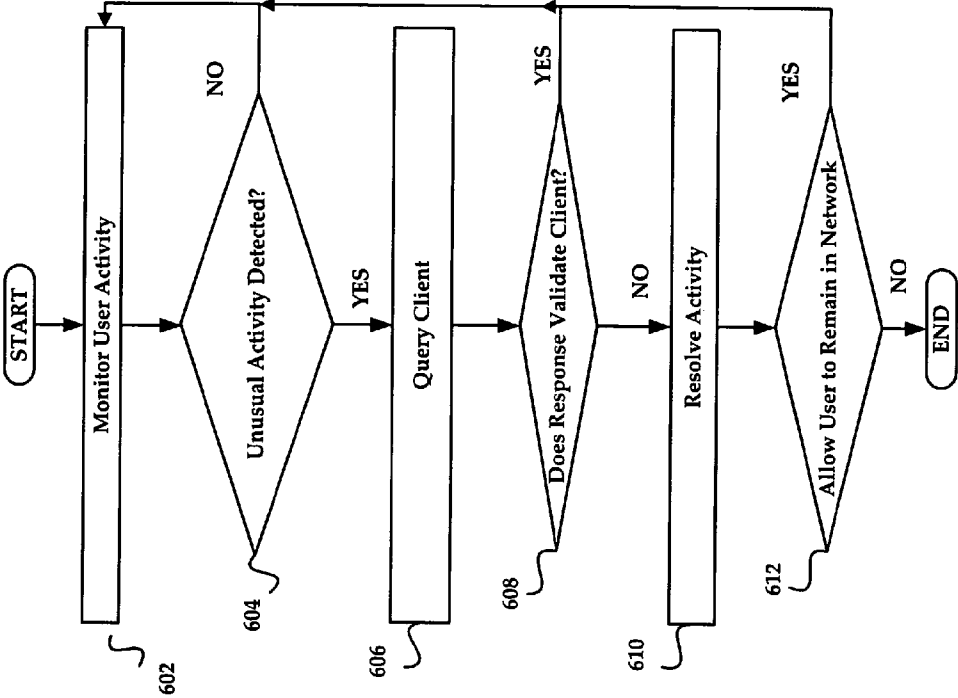 START
Monitor User Activity
602
Unusual Activity Detected?
604
NO
YES
Query Client
606
Does Response Validate Client?
608
YES
NO
Resolve Activity
610
Allow User to Remain in Network
612
YES
NO
END